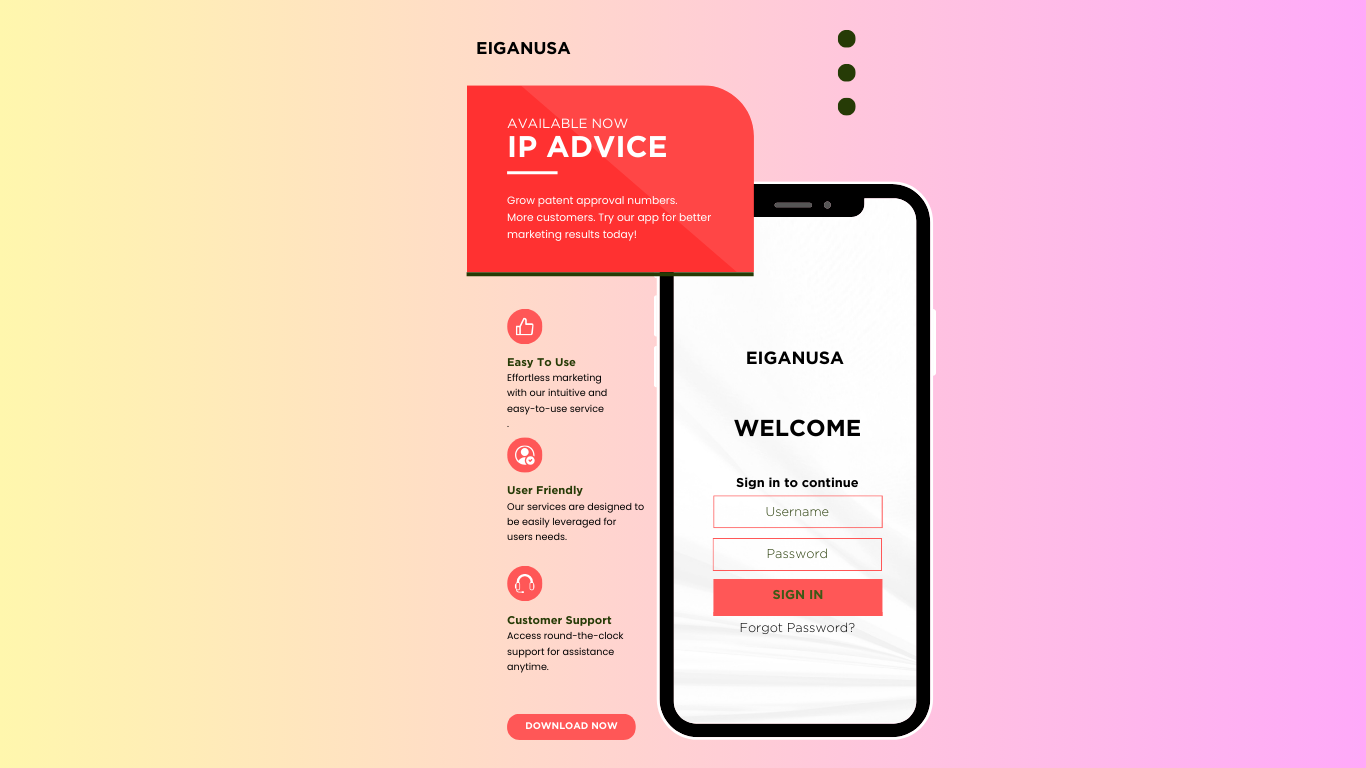 EIGANUSA
AVAILABLE NOW
IP ADVICE
Grow patent approval numbers.
More customers. Try our app for better
marketing results today!
Easy To Use
Effortless marketing
with our intuitive and
easy-to-use service
.
User Friendly
Our services are designed to
be easily leveraged for
users needs.
Customer Support
Access round-the-clock
support for assistance
anytime.
DOWNLOAD NOW
EIGANUSA
WELCOME
Sign in to continue
Username
Password
SIGN IN
Forgot Password?